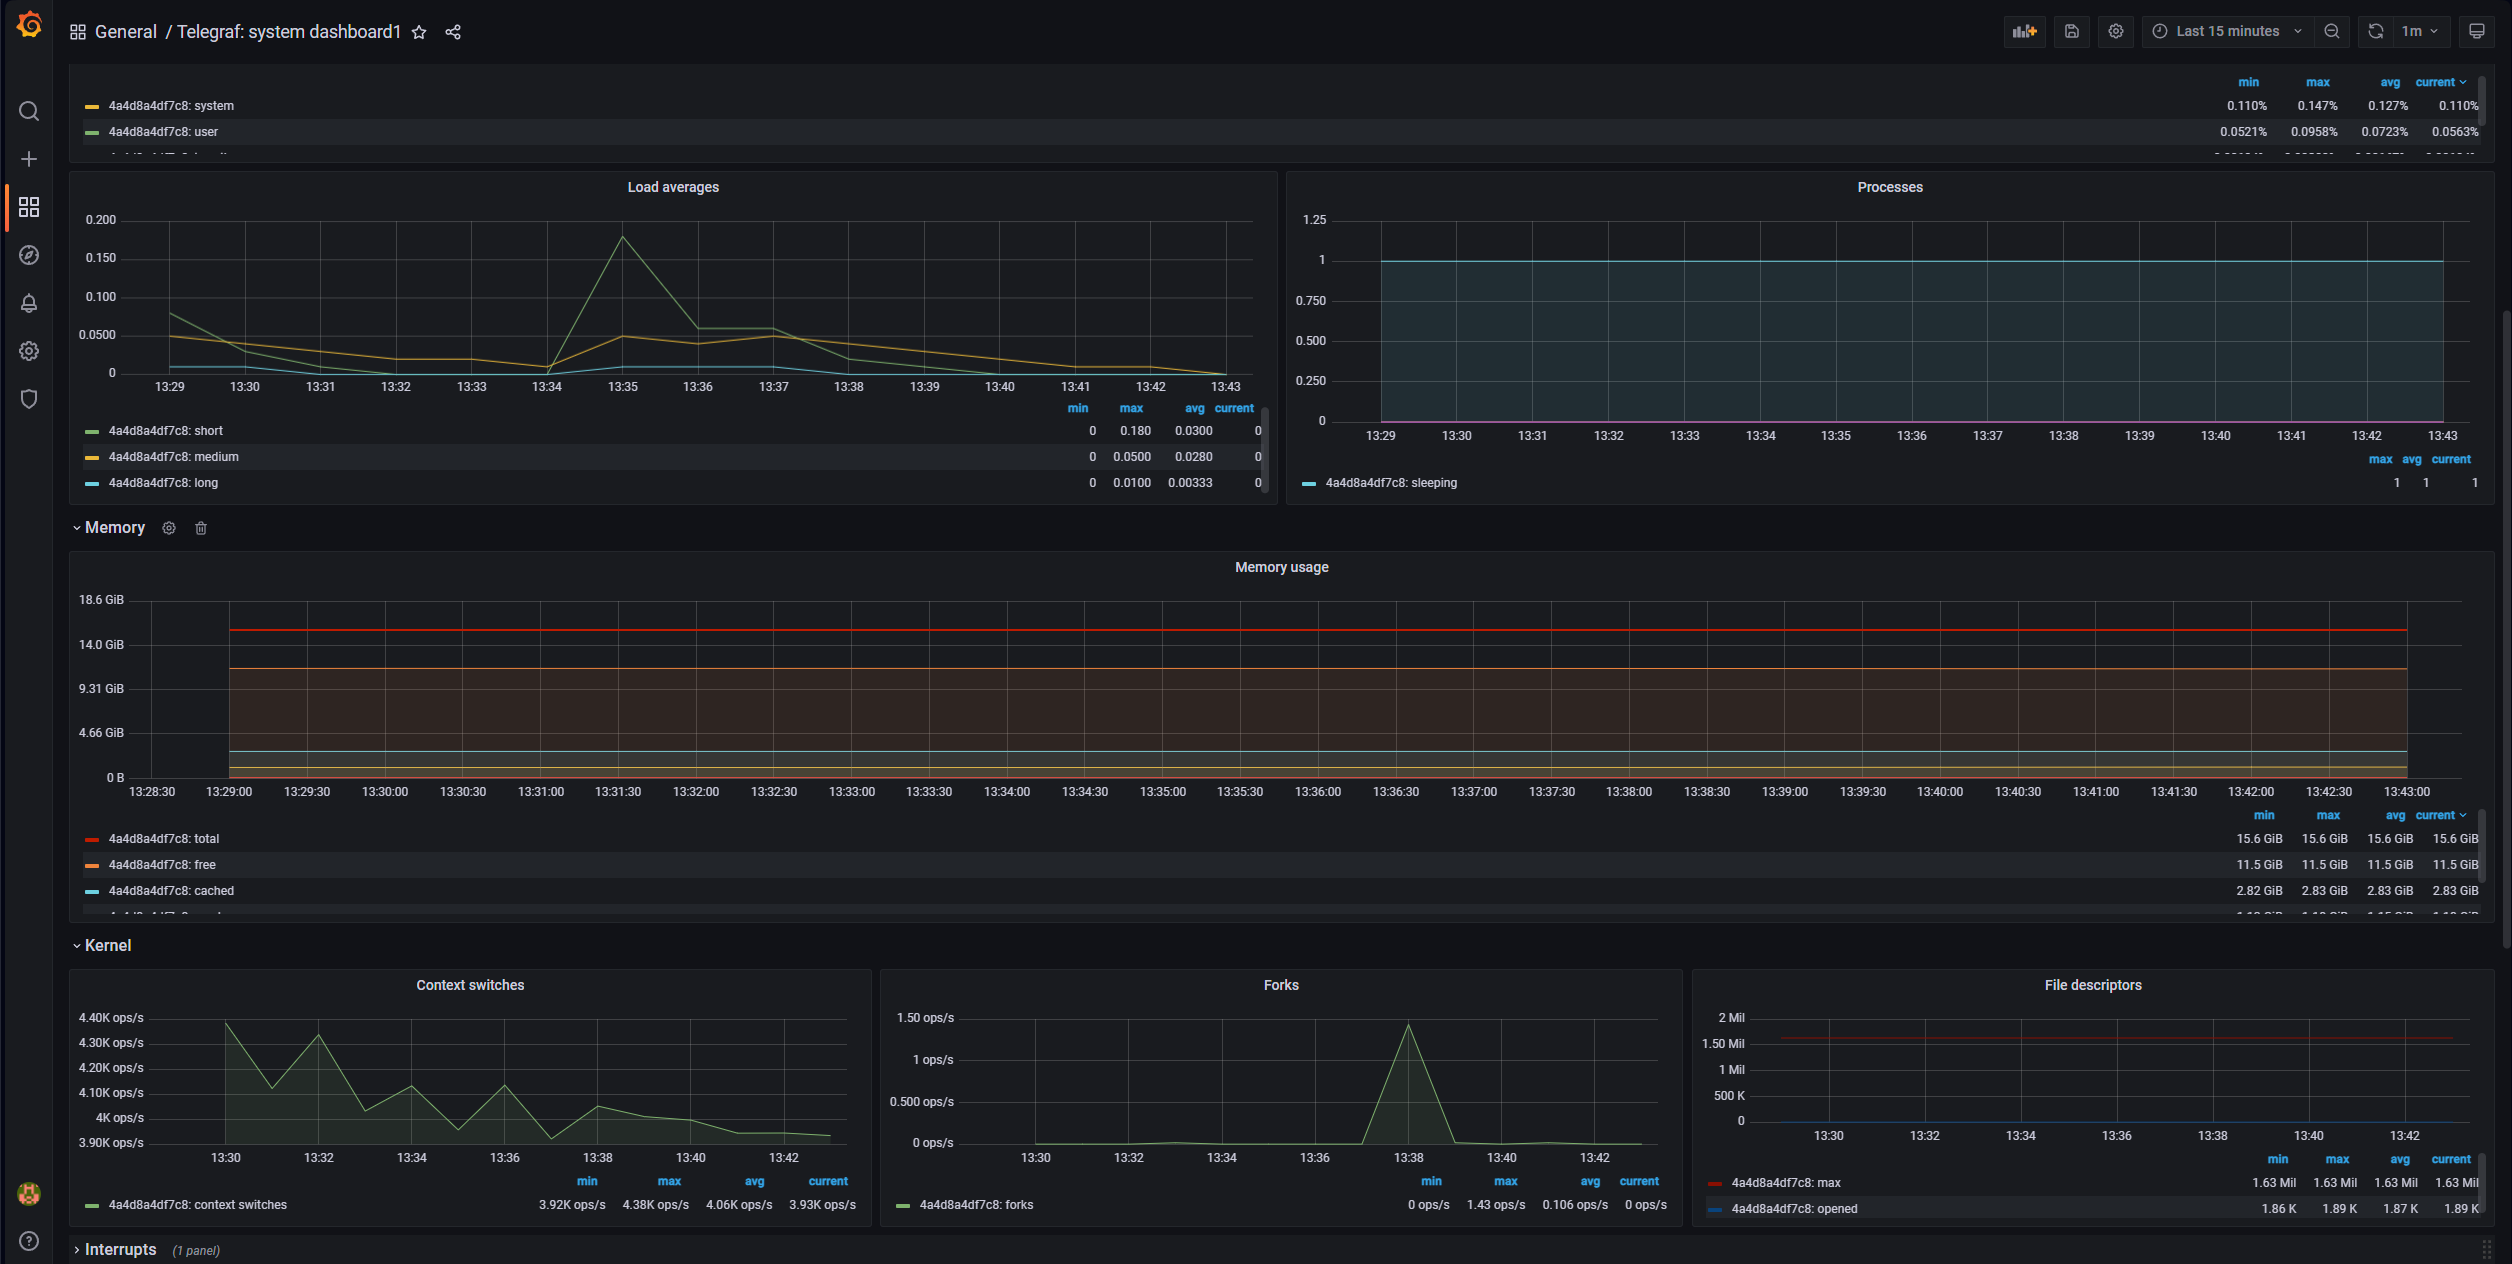 General / Telegraf: system dashboard1
Last 15 minutes
1m
min max avg current
4a4d8a4df7c8: system 0.110% 0.147% 0.127% 0.110%
4a4d8a4df7c8: user 0.0521% 0.0958% 0.0723% 0.0563%
Load averages
0.200
0.150
0.100
0.0500
0
13:29 13:30 13:31 13:32 13:33 13:34 13:35 13:36 13:37 13:38 13:39 13:40 13:41 13:42 13:43
min max avg current
4a4d8a4df7c8: short 0 0.180 0.0300 0
4a4d8a4df7c8: medium 0 0.0500 0.0280 0
4a4d8a4df7c8: long 0 0.0100 0.00333 0
Processes
1.25
1
0.750
0.500
0.250
0
13:29 13:30 13:31 13:32 13:33 13:34 13:35 13:36 13:37 13:38 13:39 13:40 13:41 13:42 13:43
max avg current
4a4d8a4df7c8: sleeping 1 1 1
Memory
Memory usage
18.6 GiB
14.0 GiB
9.31 GiB
4.66 GiB
0 B
13:28:30 13:29:00 13:29:30 13:30:00 13:30:30 13:31:00 13:31:30 13:32:00 13:32:30 13:33:00 13:33:30 13:34:00 13:34:30 13:35:00 13:35:30 13:36:00 13:36:30 13:37:00 13:37:30 13:38:00 13:38:30 13:39:00 13:39:30 13:40:00 13:40:30 13:41:00 13:41:30 13:42:00 13:42:30 13:43:00
min max avg current
4a4d8a4df7c8: total 15.6 GiB 15.6 GiB 15.6 GiB 15.6 GiB
4a4d8a4df7c8: free 11.5 GiB 11.5 GiB 11.5 GiB 11.5 GiB
4a4d8a4df7c8: cached 2.82 GiB 2.83 GiB 2.83 GiB 2.83 GiB
Kernel
Context switches
4.40K ops/s
4.30K ops/s
4.20K ops/s
4.10K ops/s
4K ops/s
3.90K ops/s
13:30 13:32 13:34 13:36 13:38 13:40 13:42
min max avg current
4a4d8a4df7c8: context switches 3.92K ops/s 4.38K ops/s 4.06K ops/s 3.93K ops/s
Forks
1.50 ops/s
1 ops/s
0.500 ops/s
0 ops/s
13:30 13:32 13:34 13:36 13:38 13:40 13:42
min max avg current
4a4d8a4df7c8: forks 0 ops/s 1.43 ops/s 0.106 ops/s 0 ops/s
File descriptors
2 Mil
1.50 Mil
1 Mil
500 K
0
13:30 13:32 13:34 13:36 13:38 13:40 13:42
min max avg current
4a4d8a4df7c8: max 1.63 Mil 1.63 Mil 1.63 Mil 1.63 Mil
4a4d8a4df7c8: opened 1.86 K 1.89 K 1.87 K 1.89 K
Interrupts (1 panel)